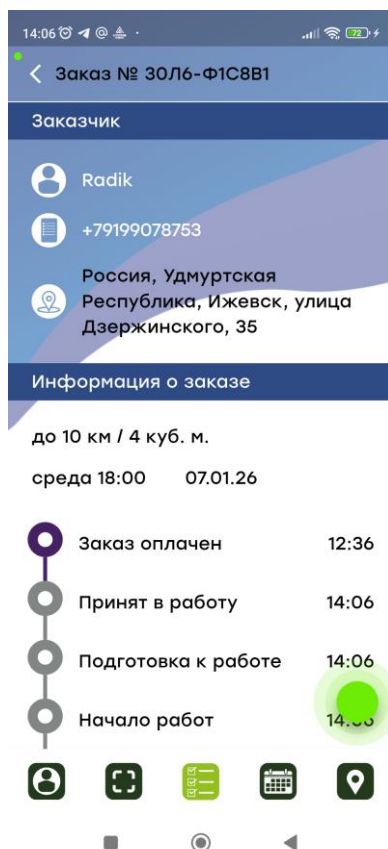 14:06
72
Заказ № 30Л6-Ф1С8В1
Заказчик
Radik
+79199078753
Россия, Удмуртская
Республика, Ижевск, улица
Дзержинского, 35
Информация о заказе
до 10 км / 4 куб. м.
среда 18:00 07.01.26
Заказ оплачен 12:36
Принят в работу 14:06
Подготовка к работе 14:06
Начало работ